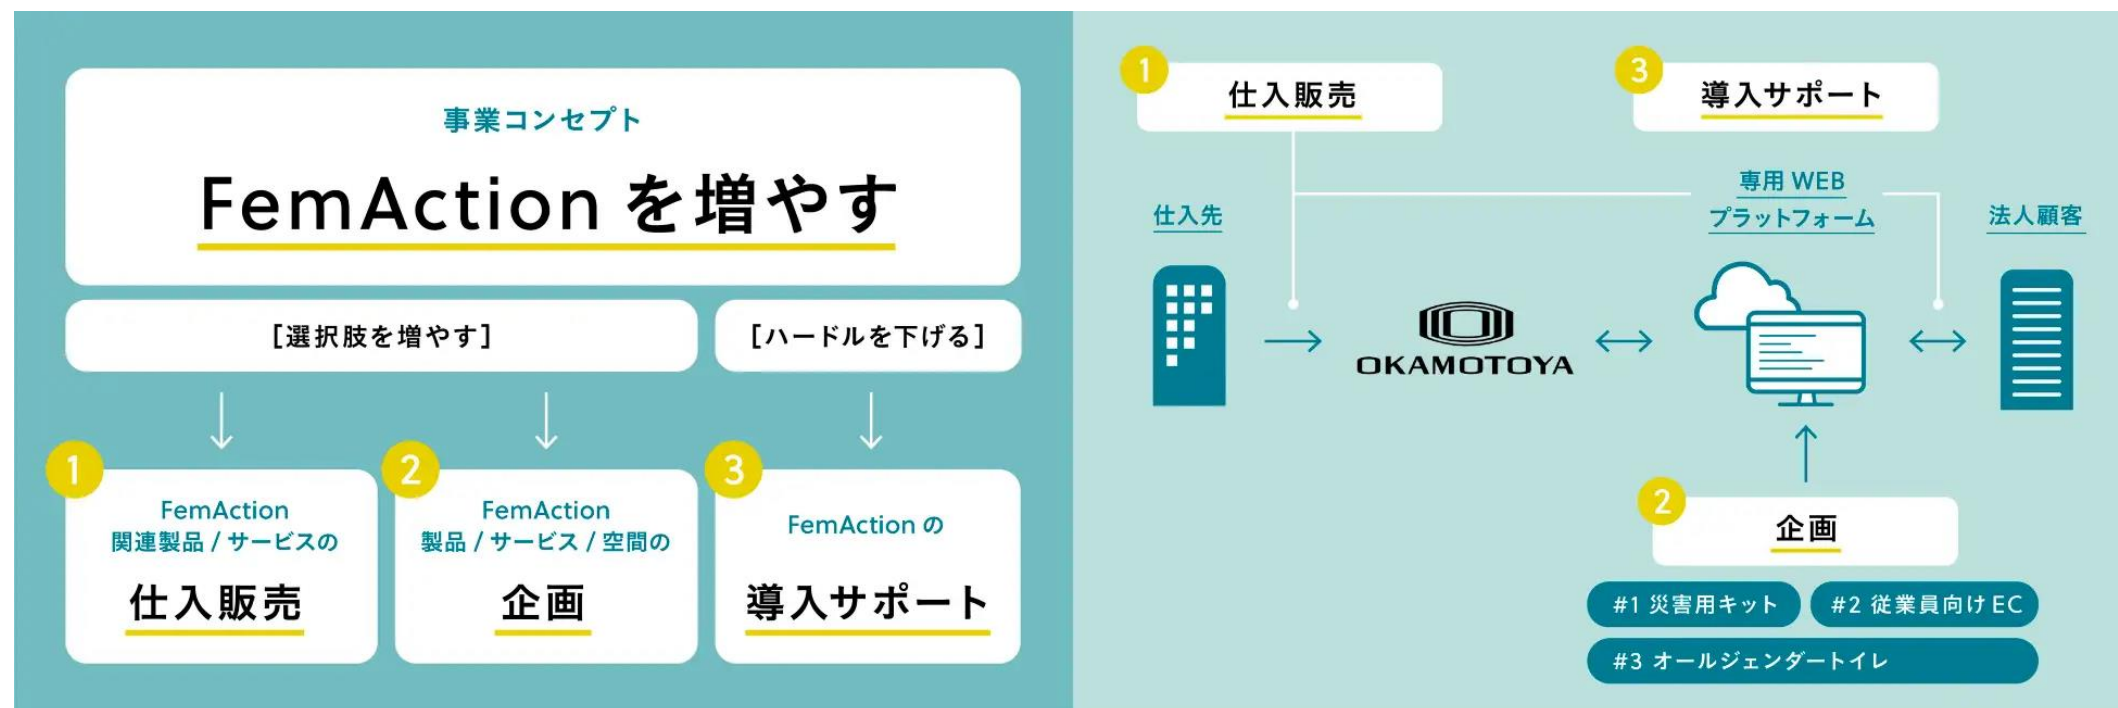 事業コンセプト
FemAction を増やす
[選択肢を増やす]
[ハードルを下げる]
1
FemAction
関連製品 / サービスの
仕入販売
2
FemAction
製品 / サービス / 空間の
企画
3
FemAction の
導入サポート
1
仕入販売
3
導入サポート
仕入先
専用 WEB
プラットフォーム
法人顧客
OKAMOTOYA
2
企画
#1 災害用キット
#2 従業員向け EC
#3 オールジェンダートイレ